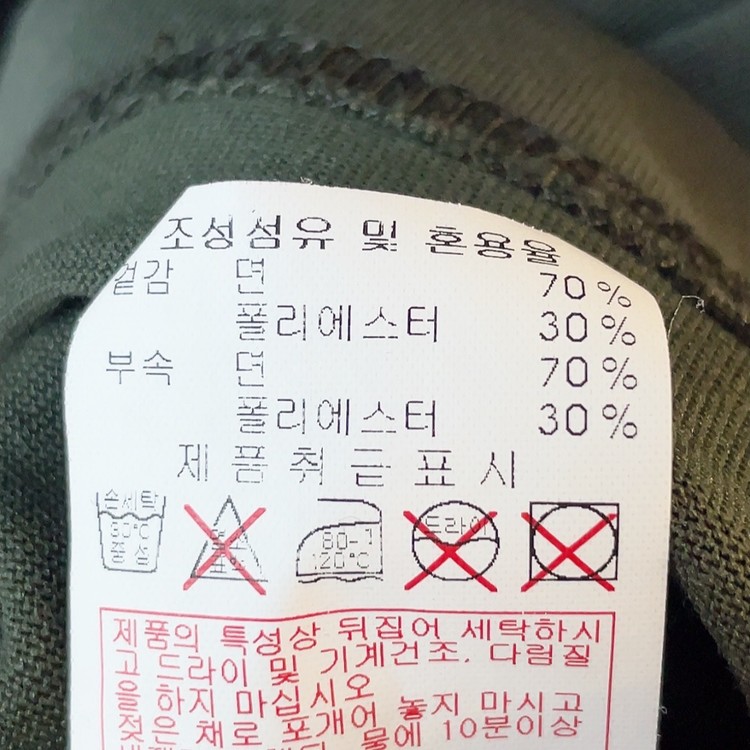 조성섬유 및 혼용율
겉감 면 70%
폴리에스터 30%
부속 면 70%
폴리에스터 30%
제품취급표시
손세탁
30°C
중성
80-1
120°C
드라이
제품의 특성상 뒤집어 세탁하시
고 드라이 및 기계건조, 다림질
을 하지 마십시오
젖은 채로 포개어 놓지 마시고
물에 10분이상